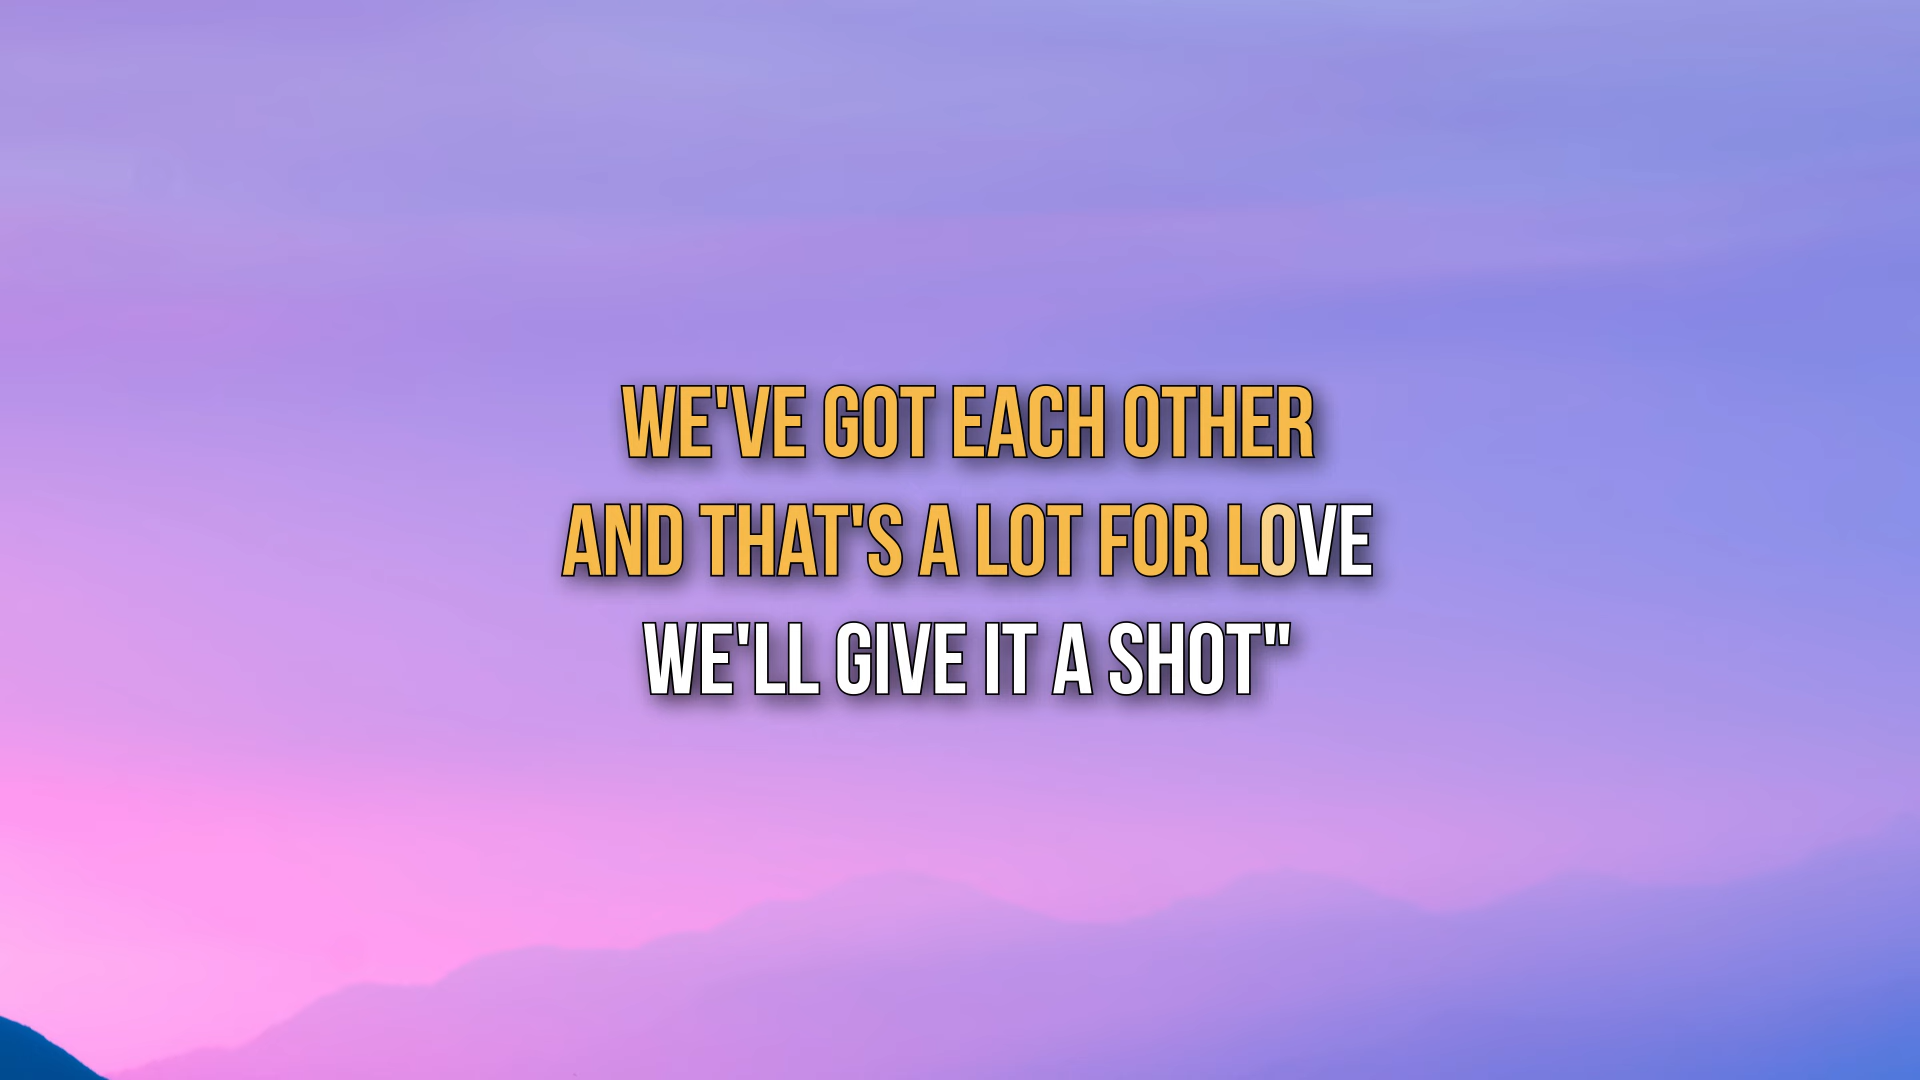 WE'VE GOT EACH OTHER
AND THAT'S A LOT FOR LOVE
WE'LL GIVE IT A SHOT"